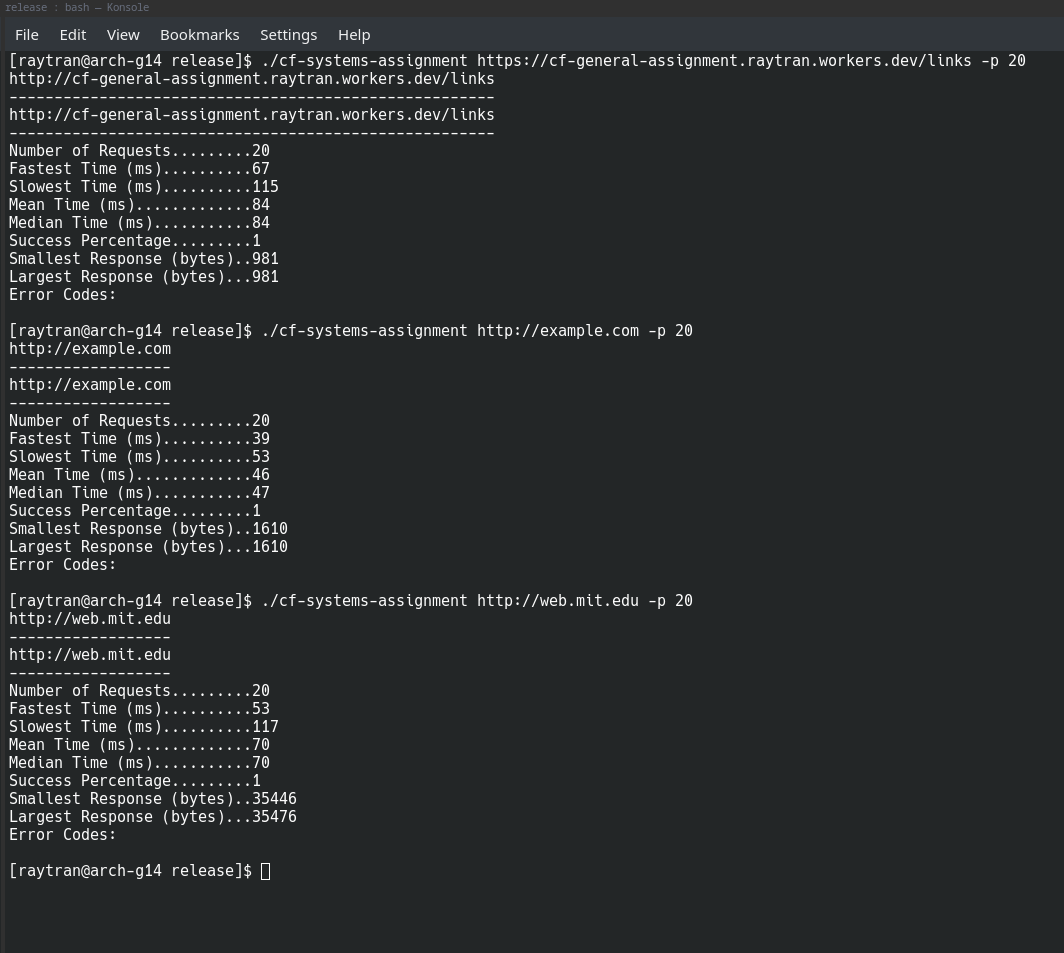 release : bash — Konsole
File Edit View Bookmarks Settings Help
[raytran@arch-g14 release]$ ./cf-systems-assignment https://cf-general-assignment.raytran.workers.dev/links -p 20
http://cf-general-assignment.raytran.workers.dev/links
------------------------------------------------------
http://cf-general-assignment.raytran.workers.dev/links
------------------------------------------------------
Number of Requests.........20
Fastest Time (ms)..........67
Slowest Time (ms)..........115
Mean Time (ms).............84
Median Time (ms)...........84
Success Percentage.........1
Smallest Response (bytes)..981
Largest Response (bytes)...981
Error Codes:
[raytran@arch-g14 release]$ ./cf-systems-assignment http://example.com -p 20
http://example.com
------------------
http://example.com
------------------
Number of Requests.........20
Fastest Time (ms)..........39
Slowest Time (ms)..........53
Mean Time (ms).............46
Median Time (ms)...........47
Success Percentage.........1
Smallest Response (bytes)..1610
Largest Response (bytes)...1610
Error Codes:
[raytran@arch-g14 release]$ ./cf-systems-assignment http://web.mit.edu -p 20
http://web.mit.edu
------------------
http://web.mit.edu
------------------
Number of Requests.........20
Fastest Time (ms)..........53
Slowest Time (ms)..........117
Mean Time (ms).............70
Median Time (ms)...........70
Success Percentage.........1
Smallest Response (bytes)..35446
Largest Response (bytes)...35476
Error Codes:
[raytran@arch-g14 release]$